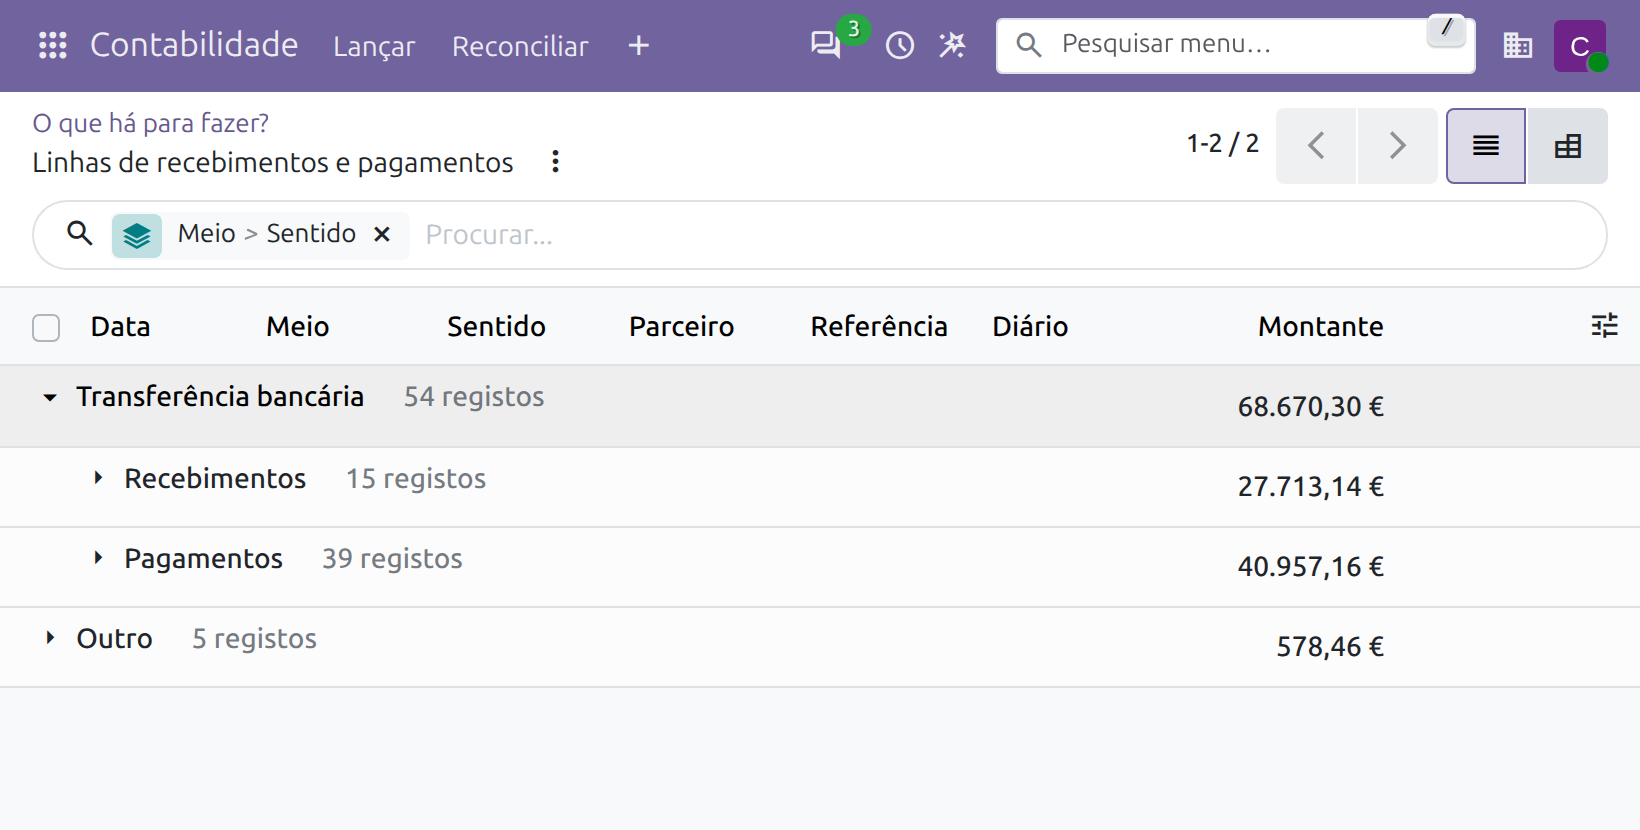 Contabilidade Lançar Reconciliar + 3 Pesquisar menu... / C
O que há para fazer?
Linhas de recebimentos e pagamentos
1-2 / 2
Meio > Sentido × Procurar...
Data Meio Sentido Parceiro Referência Diário Montante
Transferência bancária 54 registos 68.670,30 €
Recebimentos 15 registos 27.713,14 €
Pagamentos 39 registos 40.957,16 €
Outro 5 registos 578,46 €